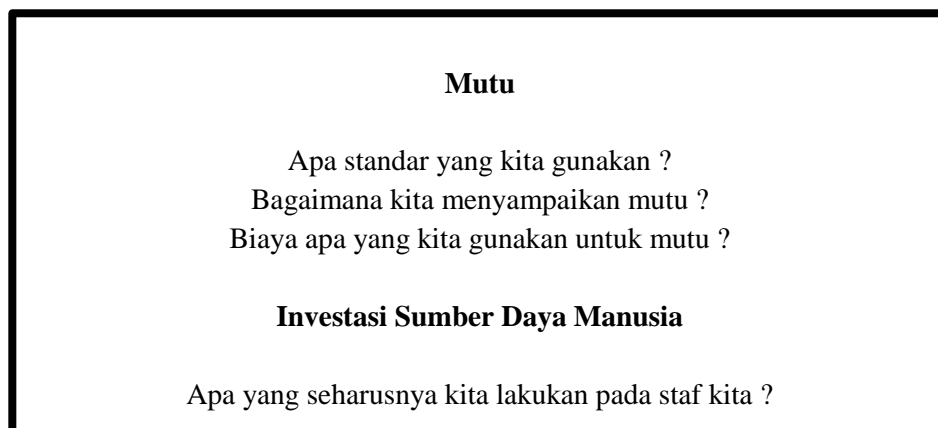 Mutu
Apa standar yang kita gunakan ?
Bagaimana kita menyampaikan mutu ?
Biaya apa yang kita gunakan untuk mutu ?
Investasi Sumber Daya Manusia
Apa yang seharusnya kita lakukan pada staf kita ?